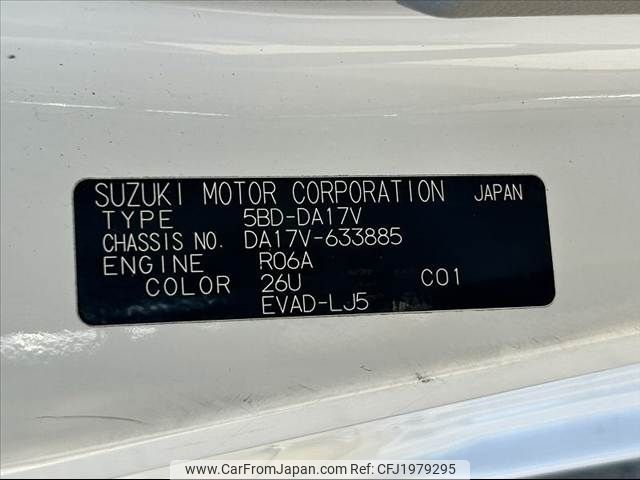 SUZUKI MOTOR CORPORATION JAPAN
TYPE 5BD-DA17V
CHASSIS NO. DA17V-633885
ENGINE R06A
COLOR 26U C01
EVAD-LJ5
www.CarFromJapan.com Ref No: CFJ1979295